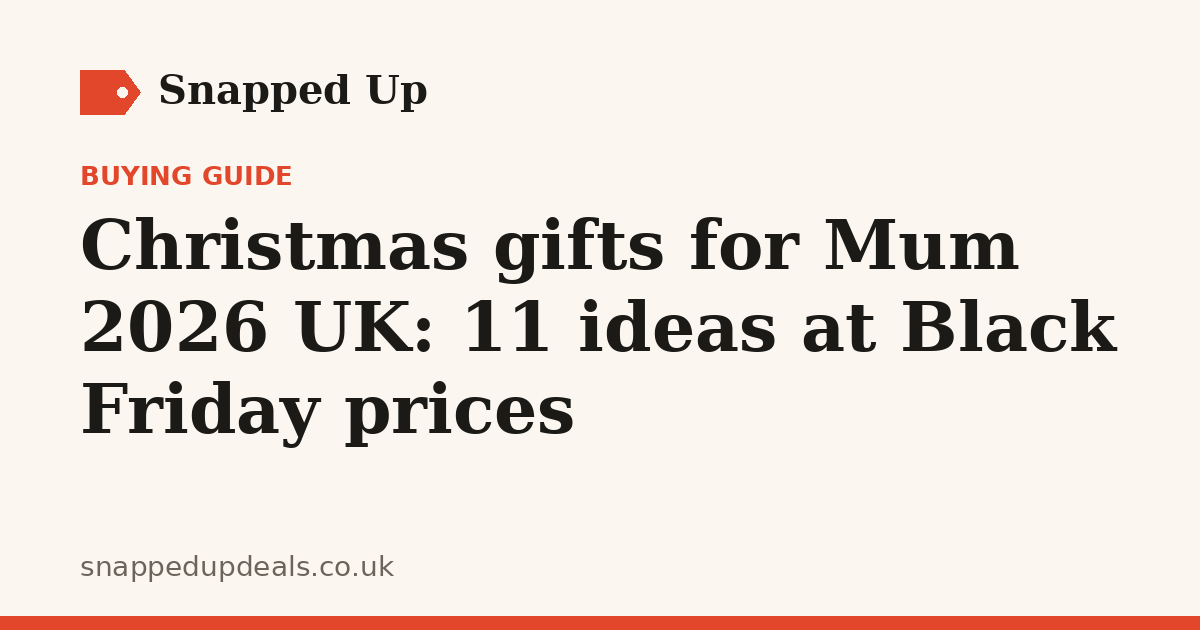 Snapped Up
BUYING GUIDE
Christmas gifts for Mum
2026 UK: 11 ideas at Black
Friday prices
snappedupdeals.co.uk